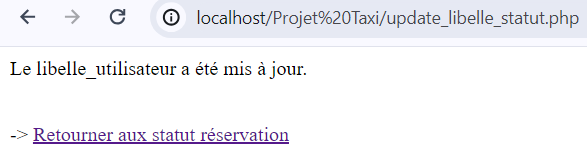 localhost/Projet%20Taxi/update_libelle_statut.php
Le libelle_utilisateur a été mis à jour.
-> Retourner aux statut réservation